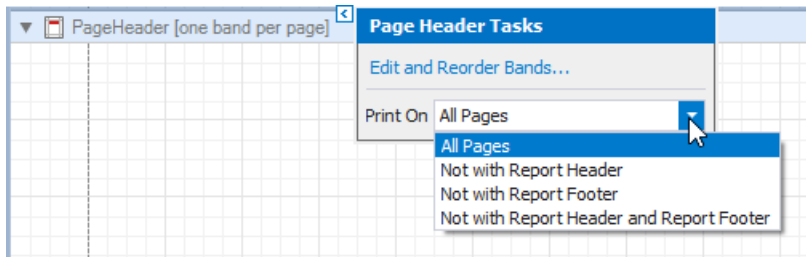 PageHeader [one band per page]
Page Header Tasks
Edit and Reorder Bands...
Print On All Pages
All Pages
Not with Report Header
Not with Report Footer
Not with Report Header and Report Footer